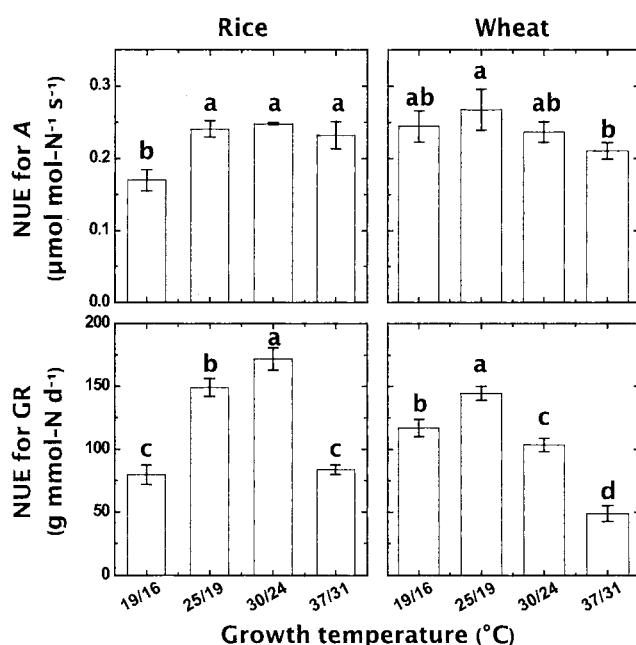 Rice Wheat
NUE for A
(μmol mol-N⁻¹ s⁻¹)
0.3
0.2
0.1
0.0
b a a a
ab a ab b
NUE for GR
(g mmol-N d⁻¹)
200
150
100
50
0
c b a c
b a c d
19/16 25/19 30/24 37/31 19/16 25/19 30/24 37/31
Growth temperature (°C)